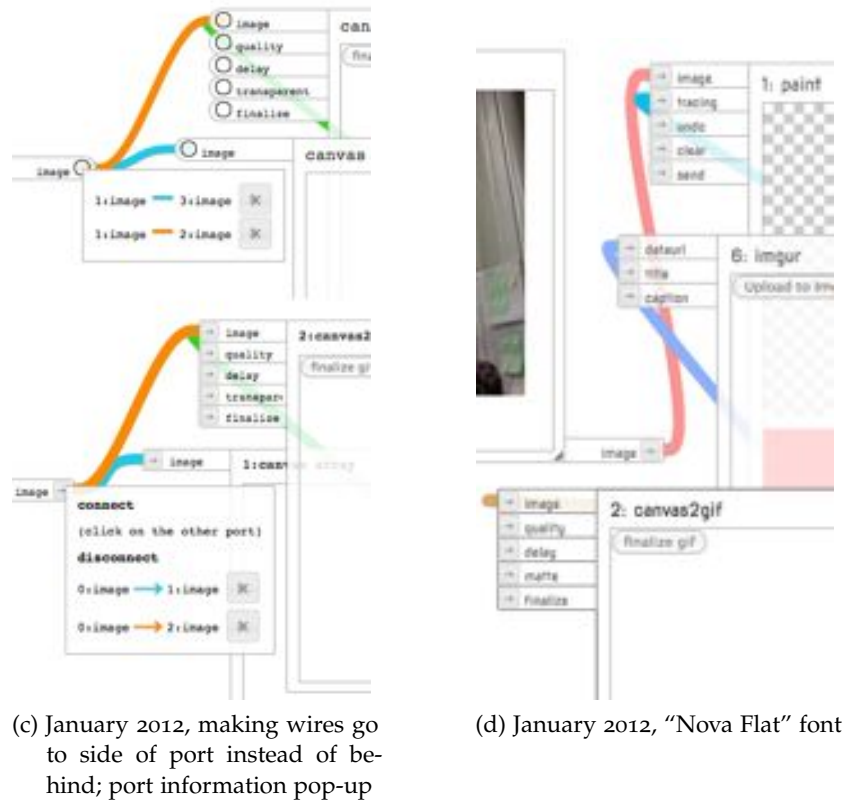 image
quality
delay
transparent
finalize
can
image
canvas
image
1:image 3:image
1:image 2:image
image
quality
delay
finalize
2:canvas2
finalize gi
image
image
connect
(click on the other port)
disconnect
0:image 1:image
0:image 2:image
(c) January 2012, making wires go
to side of port instead of be-
hind; port information pop-up
image
tracing
undo
clear
send
1: paint
dataurl
title
caption
6: imgur
Upload to
image
image
quality
delay
matte
finalize
2: canvas2gif
finalize gif
(d) January 2012, “Nova Flat” font